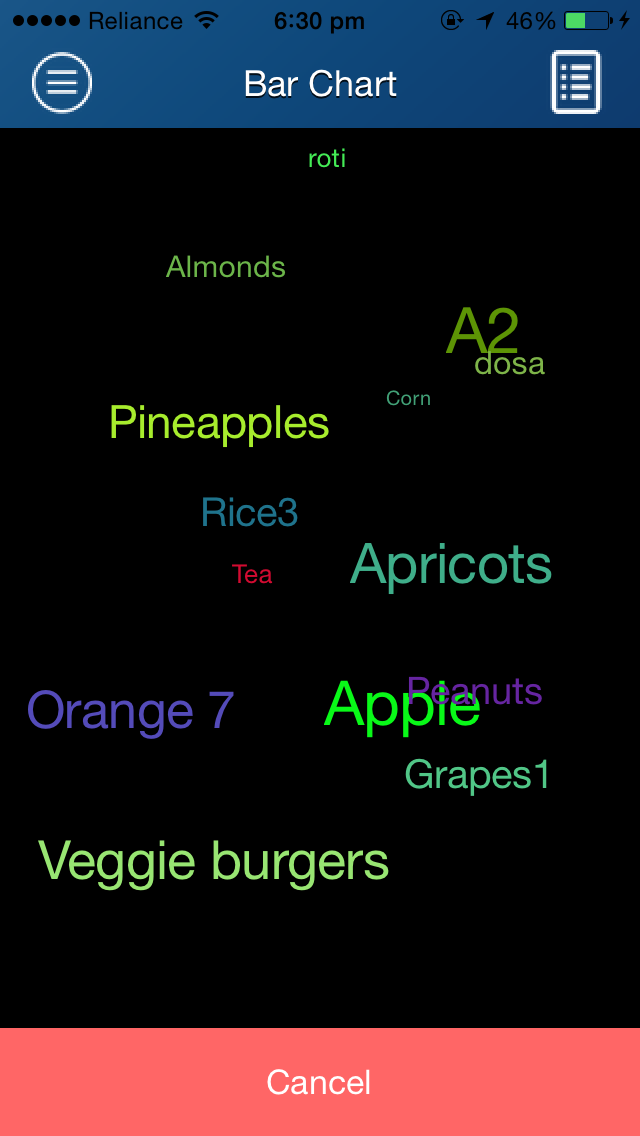 Reliance 6:30 pm 46%
Bar Chart
roti
Almonds
A2
dosa
Corn
Pineapples
Rice3
Apricots
Tea
Peanuts
Orange 7
Apple
Grapes1
Veggie burgers
Cancel